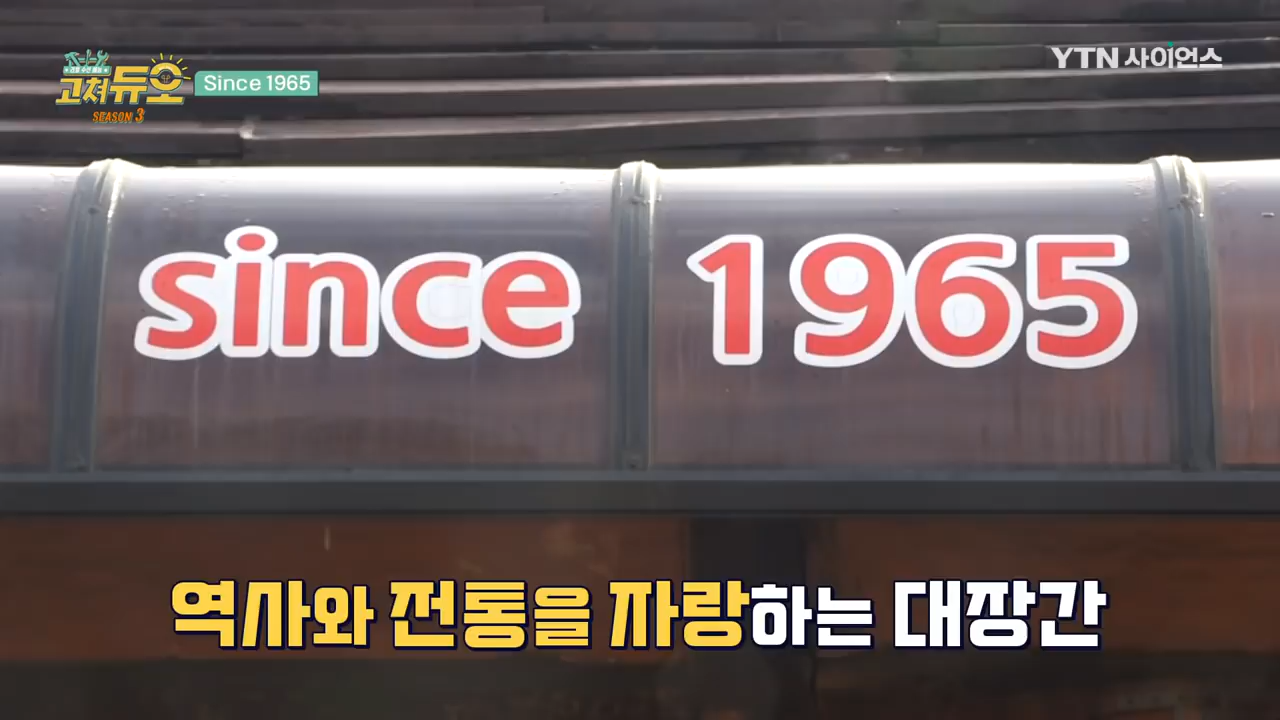 고쳐듀오
SEASON 3
Since 1965
YTN 사이언스
since 1965
역사와 전통을 자랑하는 대장간